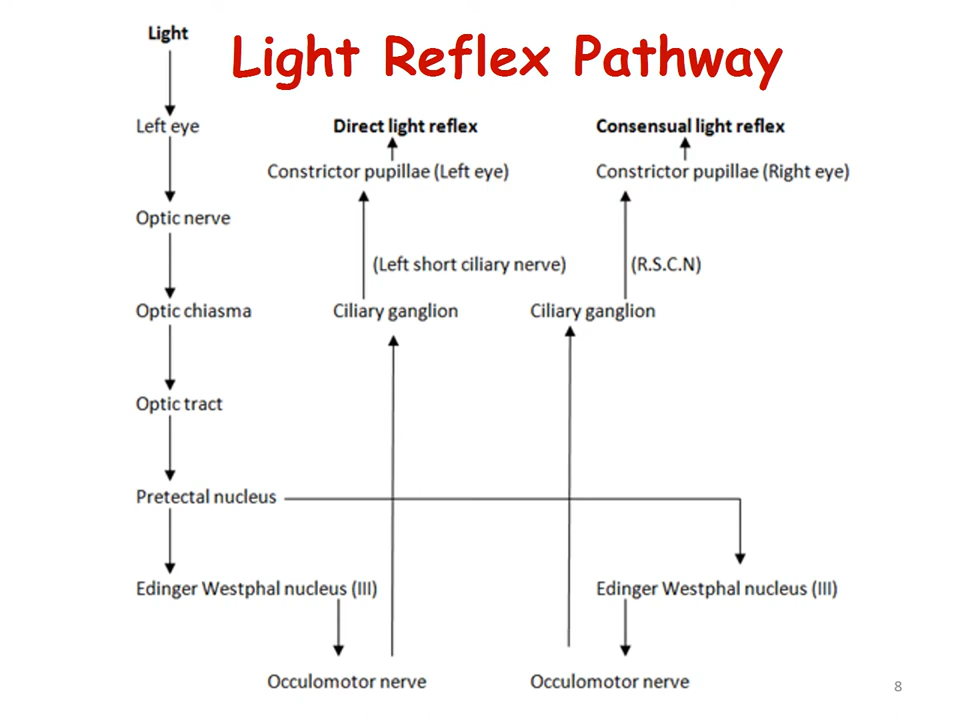 Light
Light Reflex Pathway
Left eye
Direct light reflex
Consensual light reflex
Constrictor pupillae (Left eye)
Constrictor pupillae (Right eye)
Optic nerve
(Left short ciliary nerve)
(R.S.C.N)
Optic chiasma
Ciliary ganglion
Ciliary ganglion
Optic tract
Pretectal nucleus
Edinger Westphal nucleus (III)
Edinger Westphal nucleus (III)
Occulomotor nerve
Occulomotor nerve
8